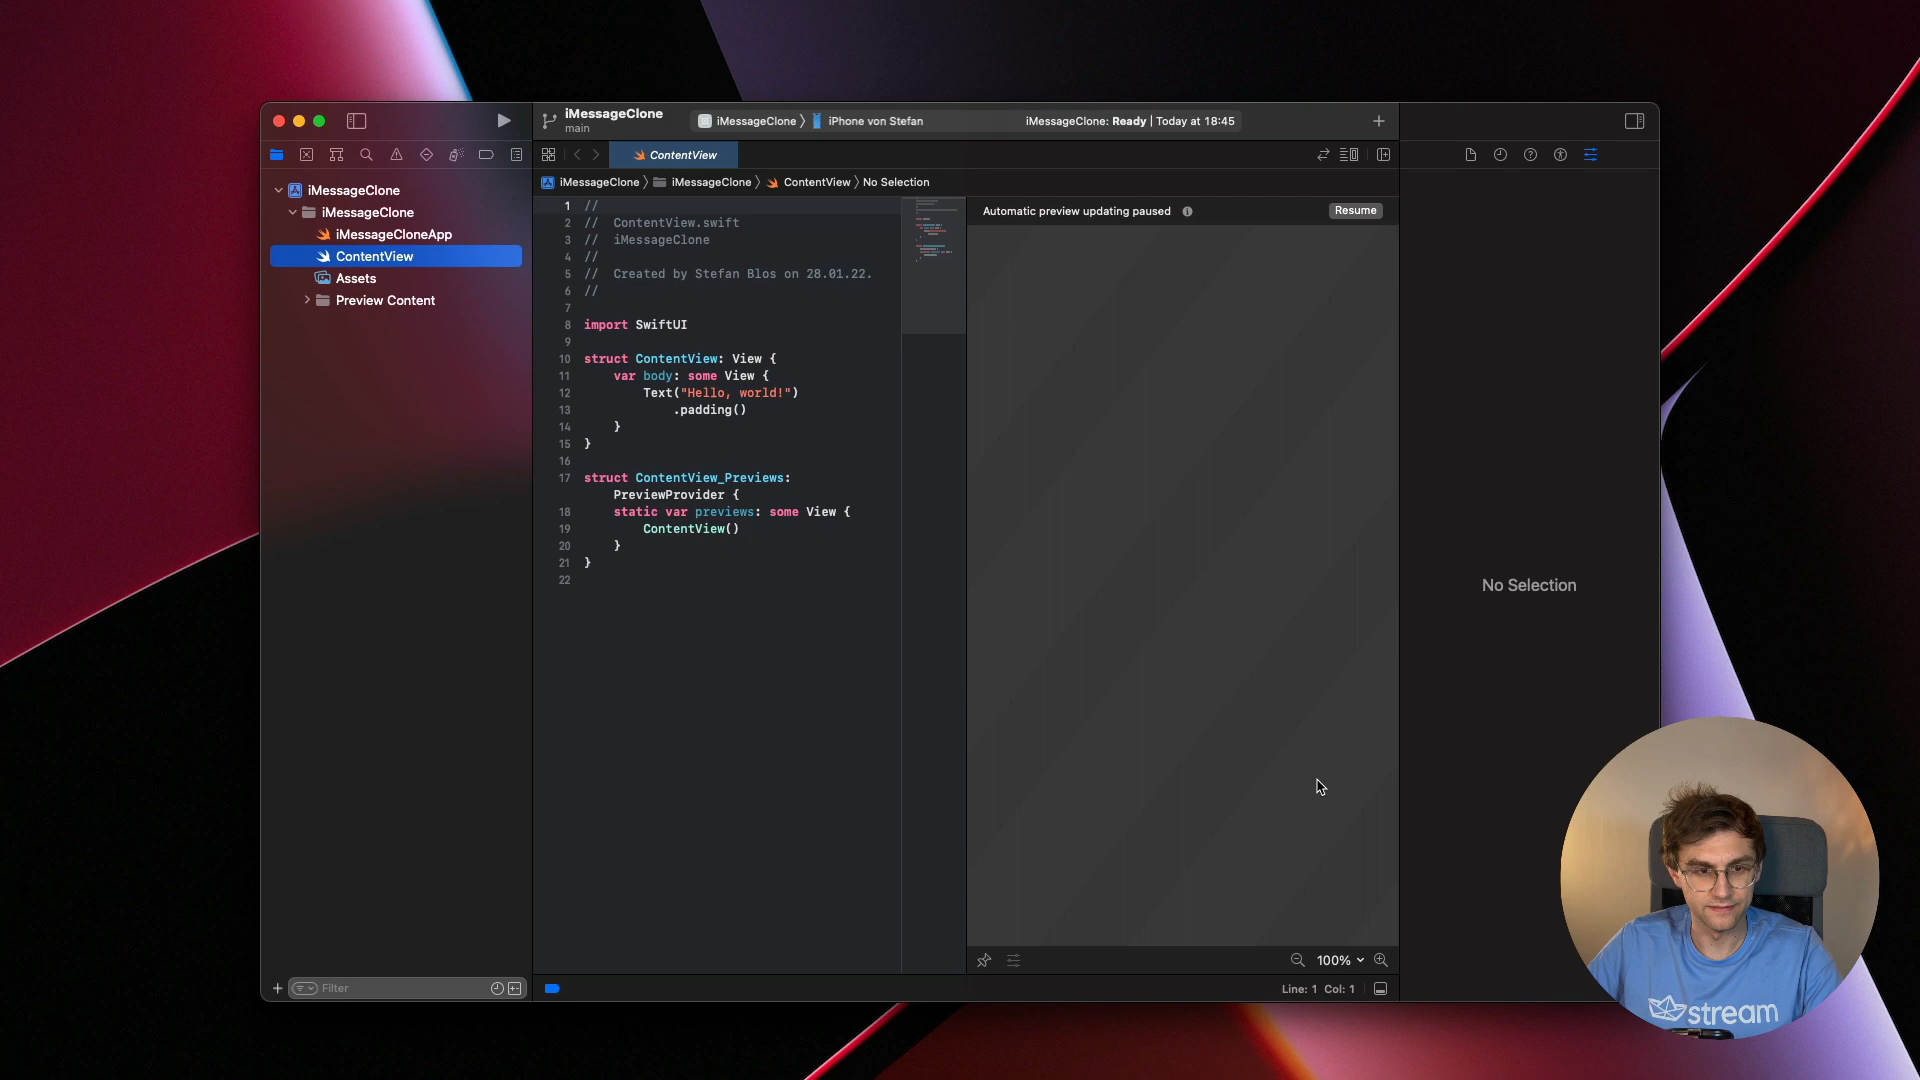 iMessageClone
main
iMessageClone
iPhone von Stefan
iMessageClone: Ready | Today at 18:45
ContentView
iMessageClone
iMessageClone
iMessageCloneApp
ContentView
Assets
Preview Content
iMessageClone
iMessageClone
ContentView
No Selection
1 //
2 // ContentView.swift
3 // iMessageClone
4 //
5 // Created by Stefan Blos on 28.01.22.
6 //
7
8 import SwiftUI
9
10 struct ContentView: View {
11 var body: some View {
12 Text("Hello, world!")
13 .padding()
14 }
15 }
16
17 struct ContentView_Previews:
PreviewProvider {
18 static var previews: some View {
19 ContentView()
20 }
21 }
22
Automatic preview updating paused
Resume
No Selection
100%
Filter
Line: 1 Col: 1
stream